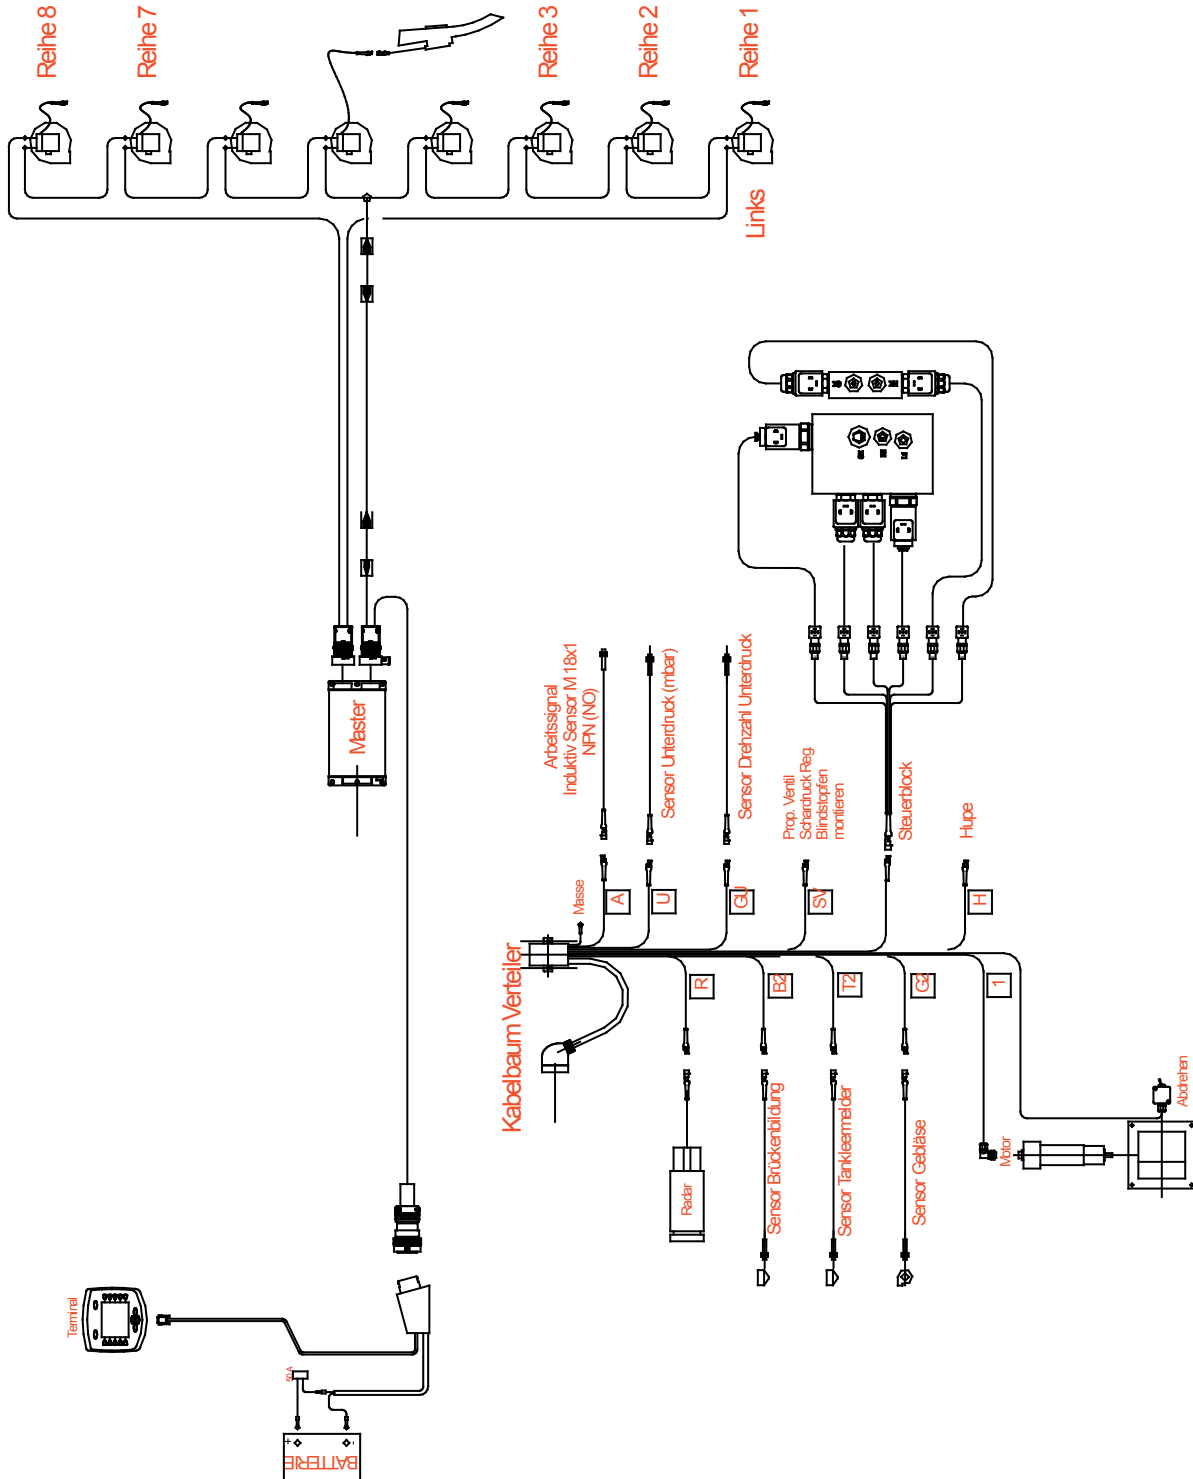 Reihe 8
Reihe 7
Reihe 3
Reihe 2
Reihe 1
Links
Master
Arbeitssignal
Induktiv Sensor M 18x1
NPN (NO)
Sensor Unterdruck (mbar)
Sensor Drehzahl Unterdruck
Prop. Ventil
Schardruck Reg.
Blindstopfen
montieren
Steuerblock
Hupe
Masse
A
U
GU
SV
H
Kabelbaum Verteiler
R
B2
T2
G2
1
Radar
Sensor Brückenbildung
Sensor Tankleermelder
Sensor Gebläse
Motor
Abdrehen
Terminal
50 A
+
-
BATTERIE